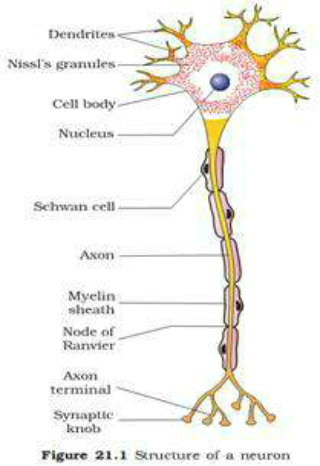 Dendrites
Nissl's granules
Cell body
Nucleus
Schwan cell
Axon
Myelin
sheath
Node of
Ranvier
Axon
terminal
Synaptic
knob
Figure 21.1 Structure of a neuron